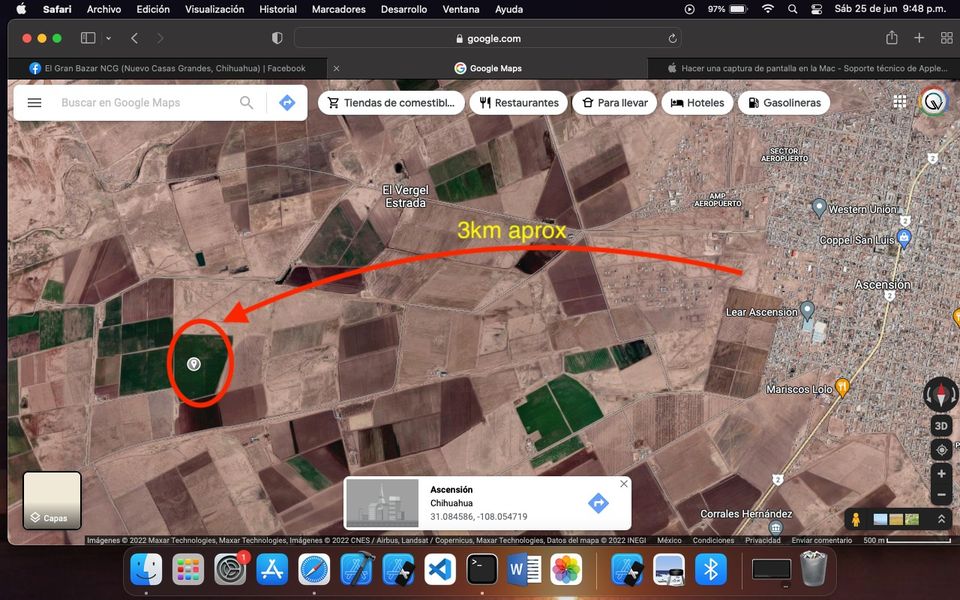 Safari Archivo Edición Visualización Historial Marcadores Desarrollo Ventana Ayuda 97% Sáb 25 de jun 9:48 p.m.
google.com
El Gran Bazar NCG (Nuevo Casas Grandes, Chihuahua) | Facebook
Google Maps
Hacer una captura de pantalla en la Mac - Soporte técnico de Apple...
Buscar en Google Maps
Tiendas de comestibl...
Restaurantes
Para llevar
Hoteles
Gasolineras
SECTOR
AEROPUERTO
2
El Vergel
Estrada
AMP
AEROPUERTO
Western Union
2
3km aprox
Coppel San Luis
Ascensión
2
Lear Ascension
Mariscos Lolo
3D
2
Corrales Hernández
Capas
Ascensión
Chihuahua
31.084586, -108.054719
Imágenes © 2022 Maxar Technologies, Maxar Technologies, Imágenes © 2022 CNES / Airbus, Landsat / Copernicus, Maxar Technologies, Datos del mapa © 2022 INEGI México Condiciones Privacidad Enviar comentario 500 m
1